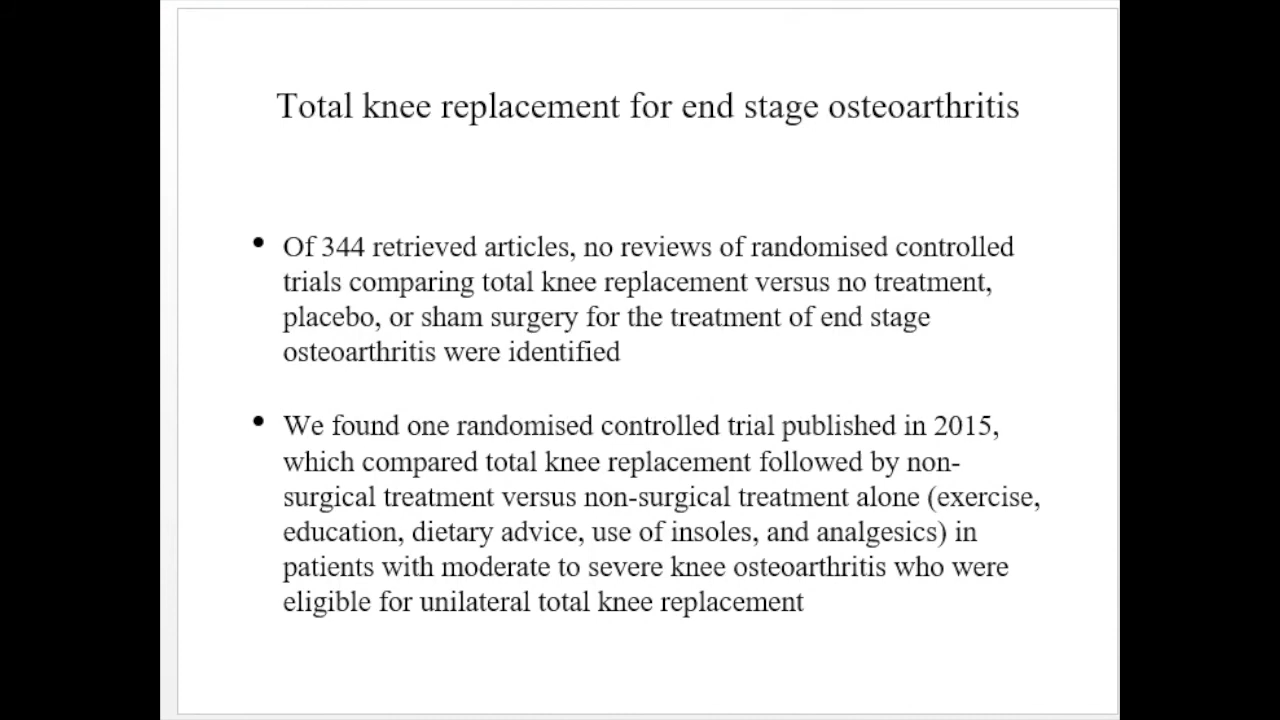 Total knee replacement for end stage osteoarthritis
• Of 344 retrieved articles, no reviews of randomised controlled
trials comparing total knee replacement versus no treatment,
placebo, or sham surgery for the treatment of end stage
osteoarthritis were identified
• We found one randomised controlled trial published in 2015,
which compared total knee replacement followed by non-
surgical treatment versus non-surgical treatment alone (exercise,
education, dietary advice, use of insoles, and analgesics) in
patients with moderate to severe knee osteoarthritis who were
eligible for unilateral total knee replacement